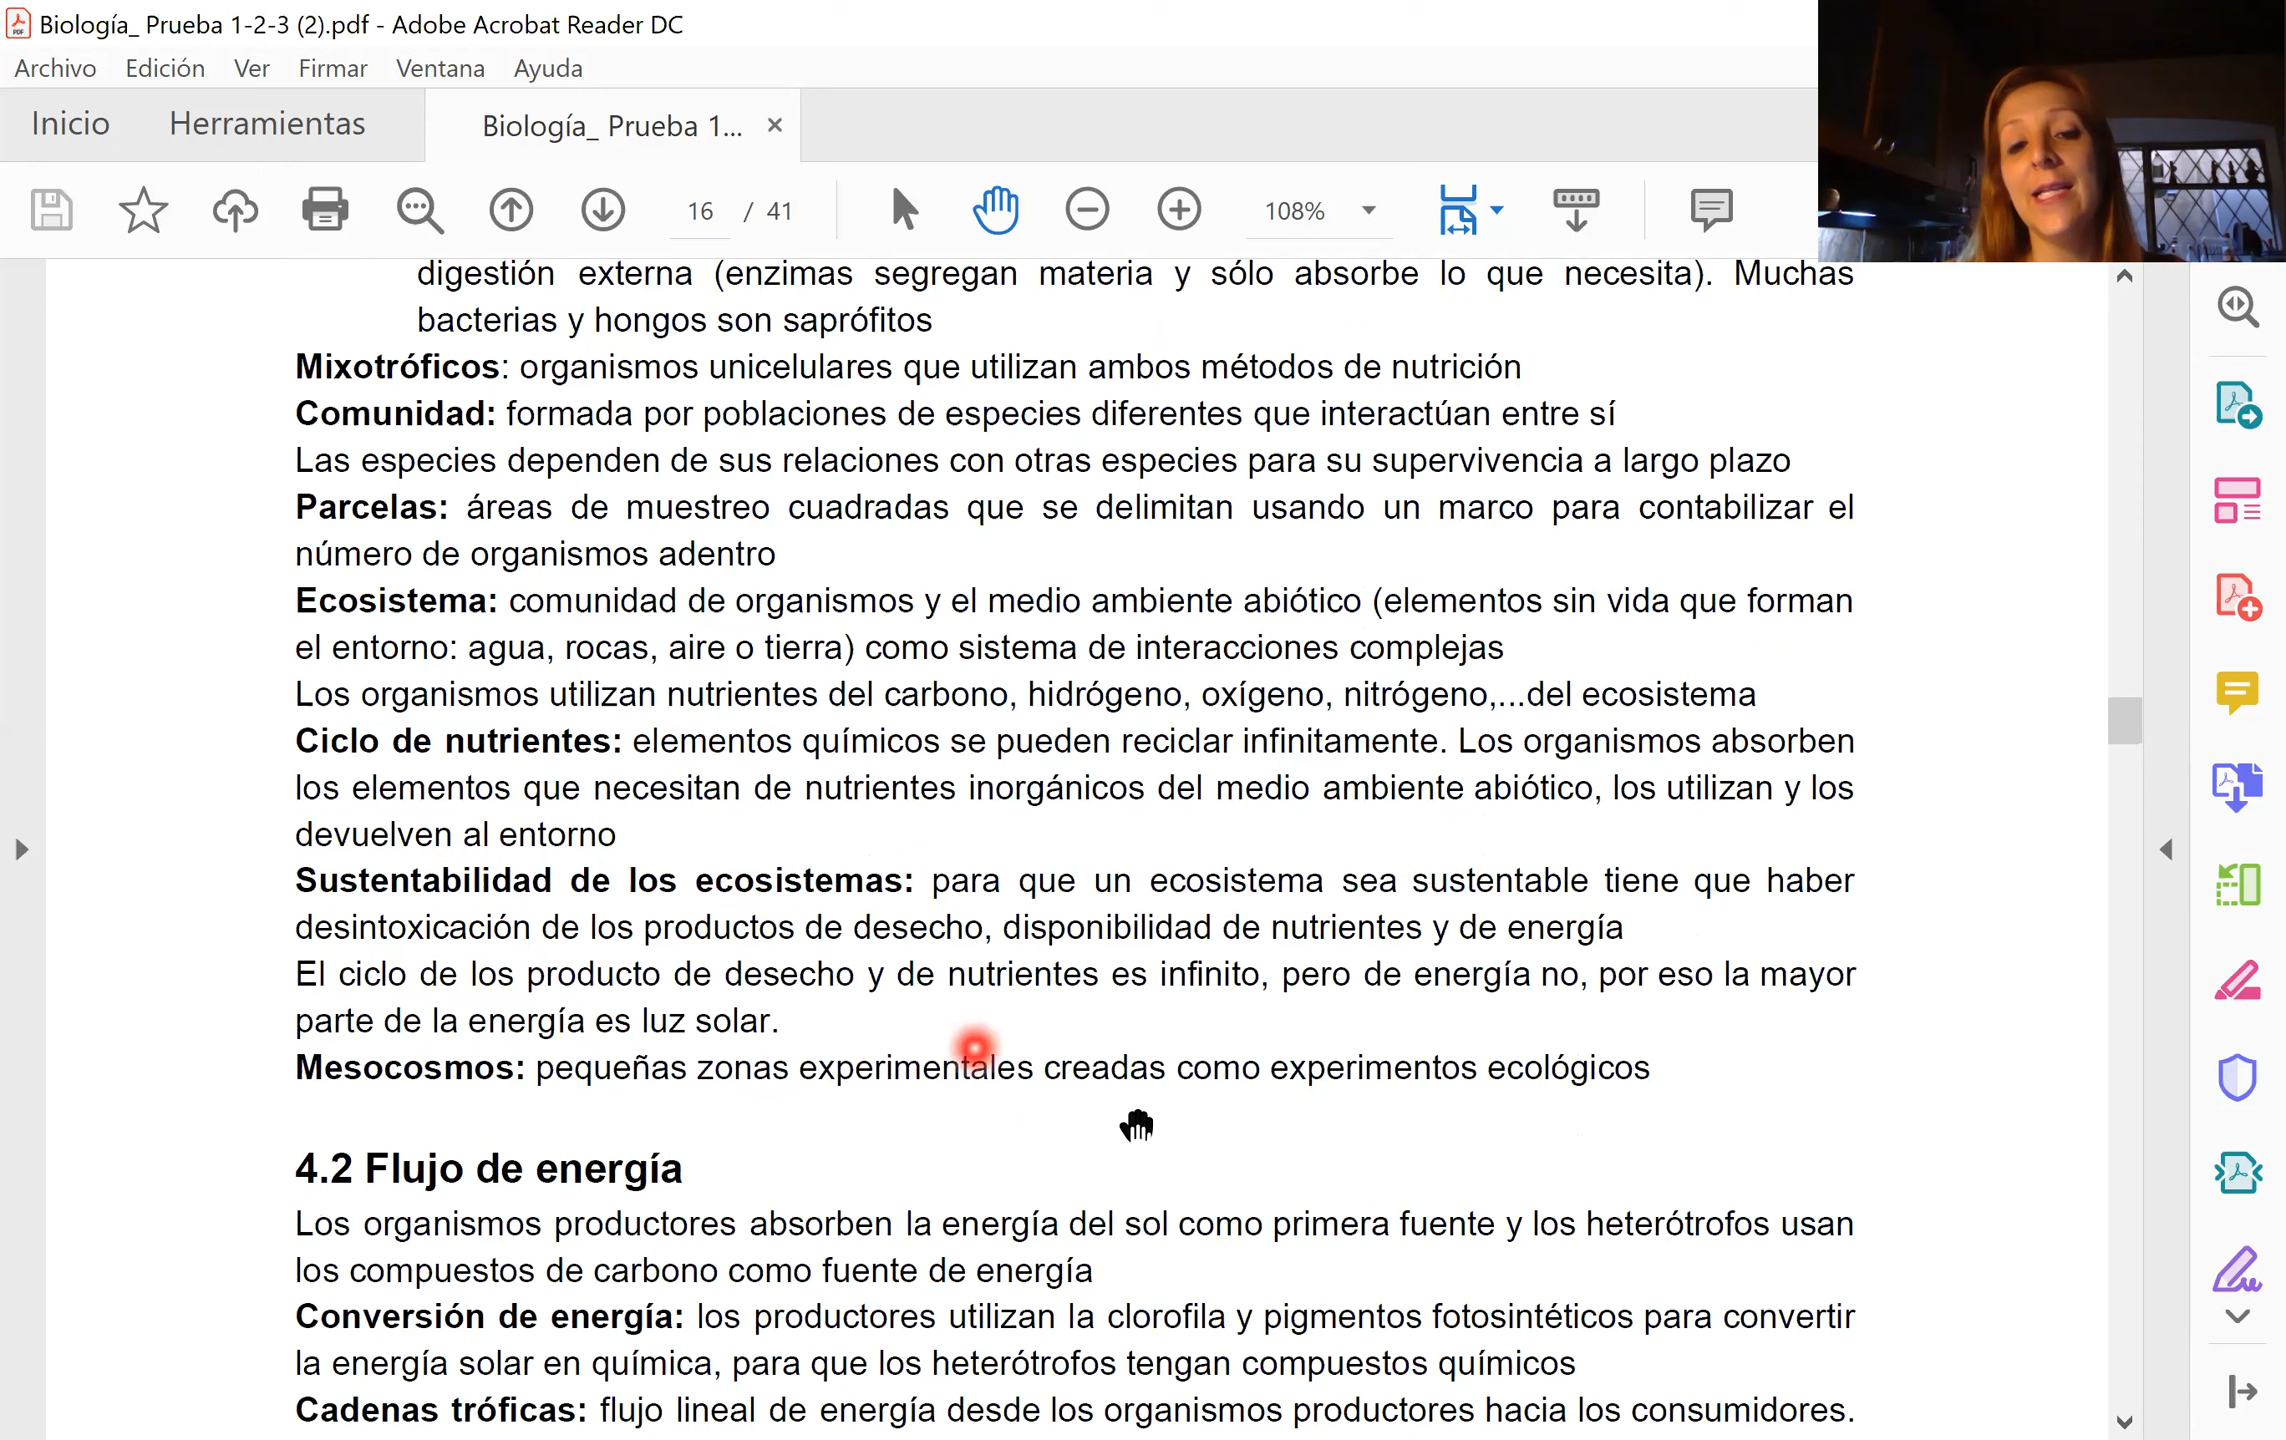 Biología_ Prueba 1-2-3 (2).pdf - Adobe Acrobat Reader DC
Archivo Edición Ver Firmar Ventana Ayuda
Inicio Herramientas Biología_ Prueba 1... ×
16 / 41 108%
digestión externa (enzimas segregan materia y sólo absorbe lo que necesita). Muchas
bacterias y hongos son saprófitos
Mixotróficos: organismos unicelulares que utilizan ambos métodos de nutrición
Comunidad: formada por poblaciones de especies diferentes que interactúan entre sí
Las especies dependen de sus relaciones con otras especies para su supervivencia a largo plazo
Parcelas: áreas de muestreo cuadradas que se delimitan usando un marco para contabilizar el
número de organismos adentro
Ecosistema: comunidad de organismos y el medio ambiente abiótico (elementos sin vida que forman
el entorno: agua, rocas, aire o tierra) como sistema de interacciones complejas
Los organismos utilizan nutrientes del carbono, hidrógeno, oxígeno, nitrógeno,...del ecosistema
Ciclo de nutrientes: elementos químicos se pueden reciclar infinitamente. Los organismos absorben
los elementos que necesitan de nutrientes inorgánicos del medio ambiente abiótico, los utilizan y los
devuelven al entorno
Sustentabilidad de los ecosistemas: para que un ecosistema sea sustentable tiene que haber
desintoxicación de los productos de desecho, disponibilidad de nutrientes y de energía
El ciclo de los producto de desecho y de nutrientes es infinito, pero de energía no, por eso la mayor
parte de la energía es luz solar.
Mesocosmos: pequeñas zonas experimentales creadas como experimentos ecológicos
4.2 Flujo de energía
Los organismos productores absorben la energía del sol como primera fuente y los heterótrofos usan
los compuestos de carbono como fuente de energía
Conversión de energía: los productores utilizan la clorofila y pigmentos fotosintéticos para convertir
la energía solar en química, para que los heterótrofos tengan compuestos químicos
Cadenas tróficas: flujo lineal de energía desde los organismos productores hacia los consumidores.